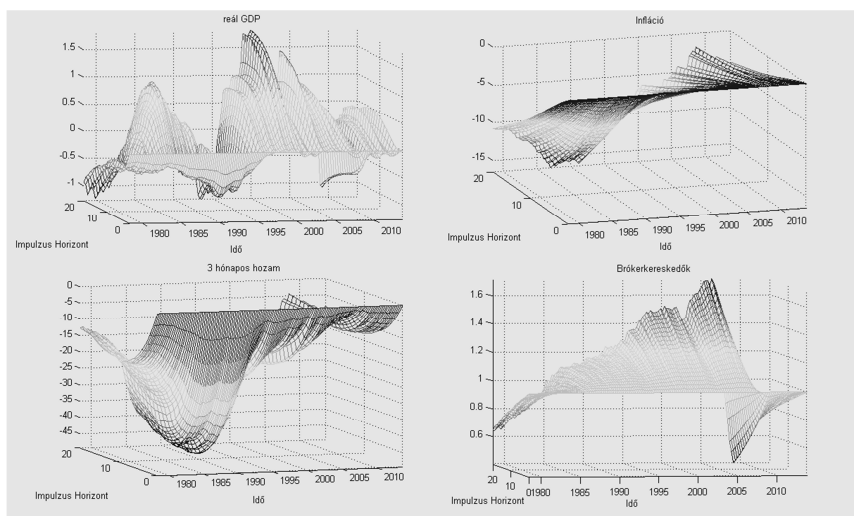 reál GDP
1.5
1
0.5
0
-0.5
-1
20
10
0
1980 1985 1990 1995 2000 2005 2010
Impulzus Horizont
Idő
Infláció
0
-5
-10
-15
20
10
0
1980 1985 1990 1995 2000 2005 2010
Impulzus Horizont
Idő
3 hónapos hozam
0
-5
-10
-15
-20
-25
-30
-35
-40
-45
20
10
0
1980 1985 1990 1995 2000 2005 2010
Impulzus Horizont
Idő
Brókerkereskedők
1.6
1.4
1.2
1
0.8
0.6
20
10
0 1980 1985 1990 1995 2000 2005 2010
Impulzus Horizont
Idő